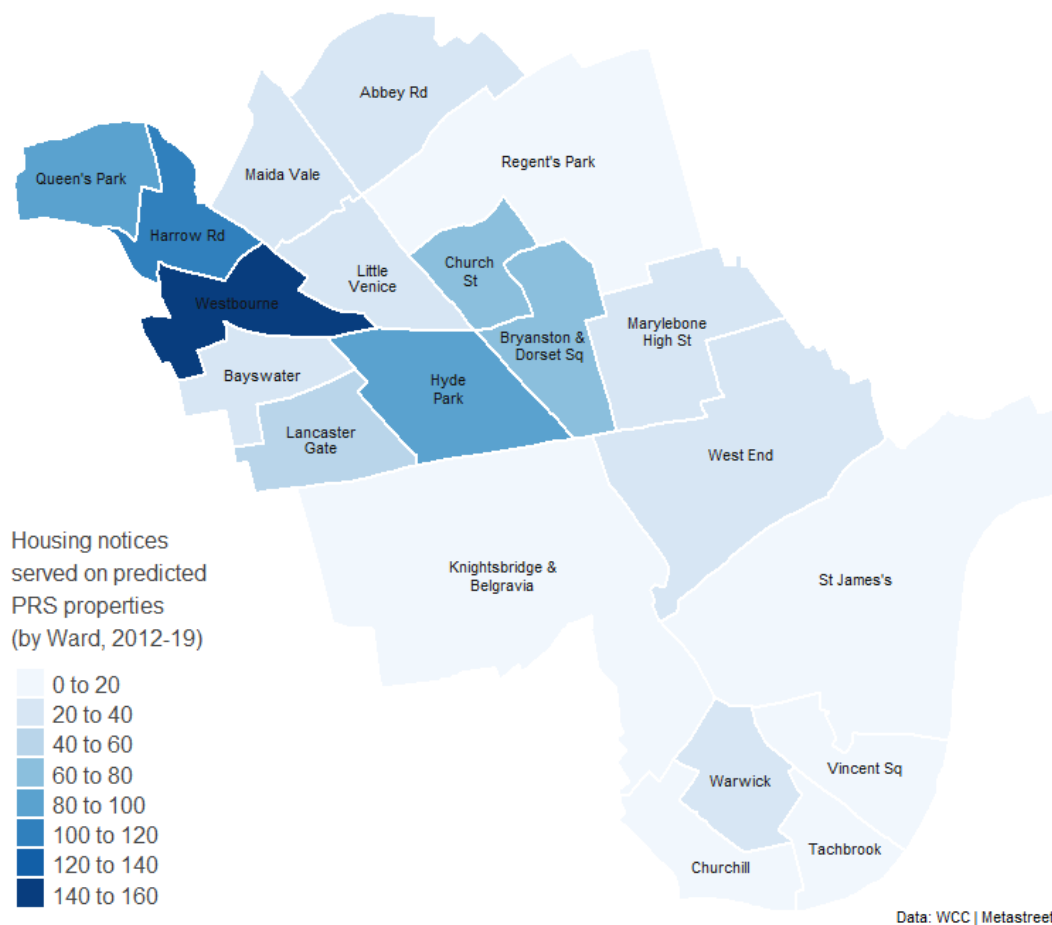 Abbey Rd
Regent's Park
Maida Vale
Queen's Park
Harrow Rd
Church
St
Little
Venice
Westbourne
Marylebone
High St
Bryanston &
Dorset Sq
Bayswater
Hyde
Park
Lancaster
Gate
West End
Knightsbridge &
Belgravia
St James's
Warwick
Vincent Sq
Tachbrook
Churchill
Housing notices
served on predicted
PRS properties
(by Ward, 2012-19)
0 to 20
20 to 40
40 to 60
60 to 80
80 to 100
100 to 120
120 to 140
140 to 160
Data: WCC | Metastreet